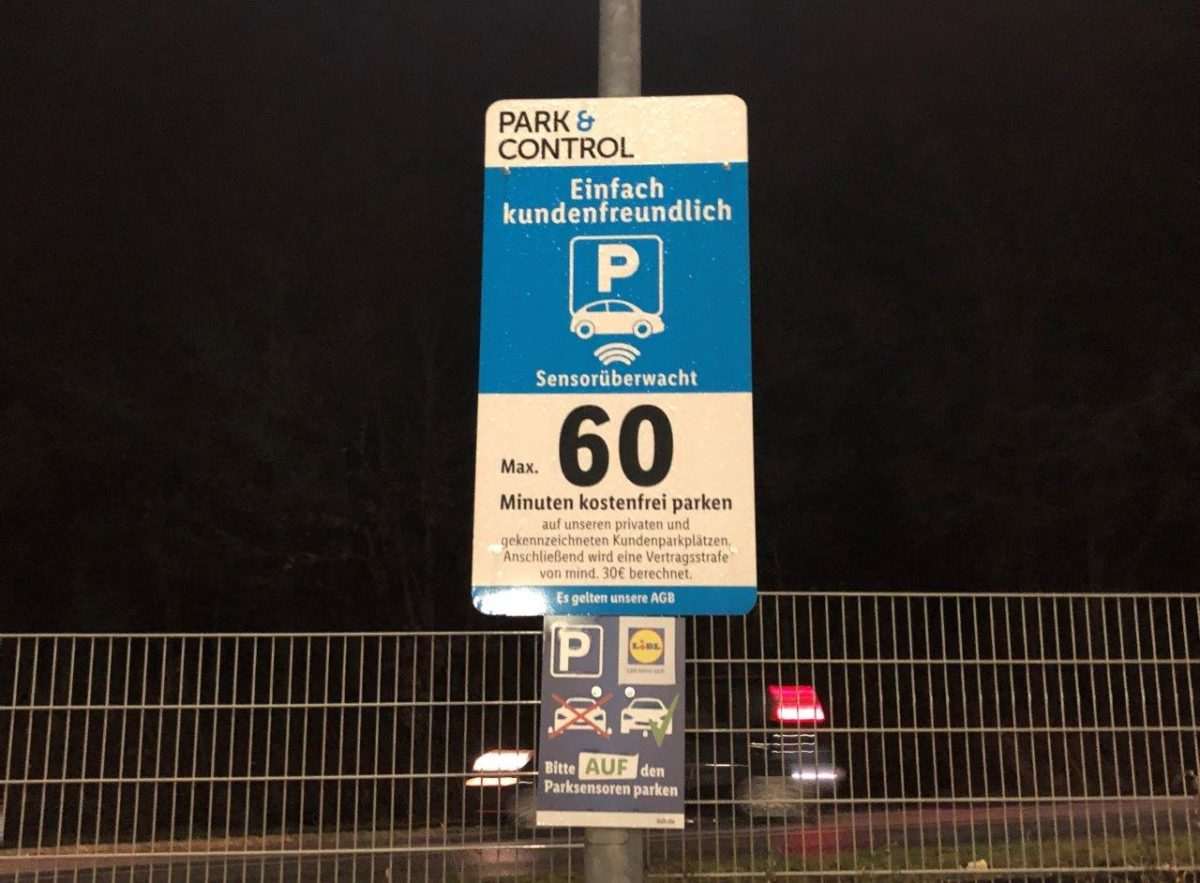 PARK &
CONTROL
Einfach
kundenfreundlich
P
Sensorüberwacht
Max. 60
Minuten kostenfrei parken
auf unseren privaten und
gekennzeichneten Kundenparkplätzen.
Anschließend wird eine Vertragsstrafe
von mind. 30€ berechnet.
Es gelten unsere AGB
P
LIDL
Bitte AUF den
Parksensoren parken